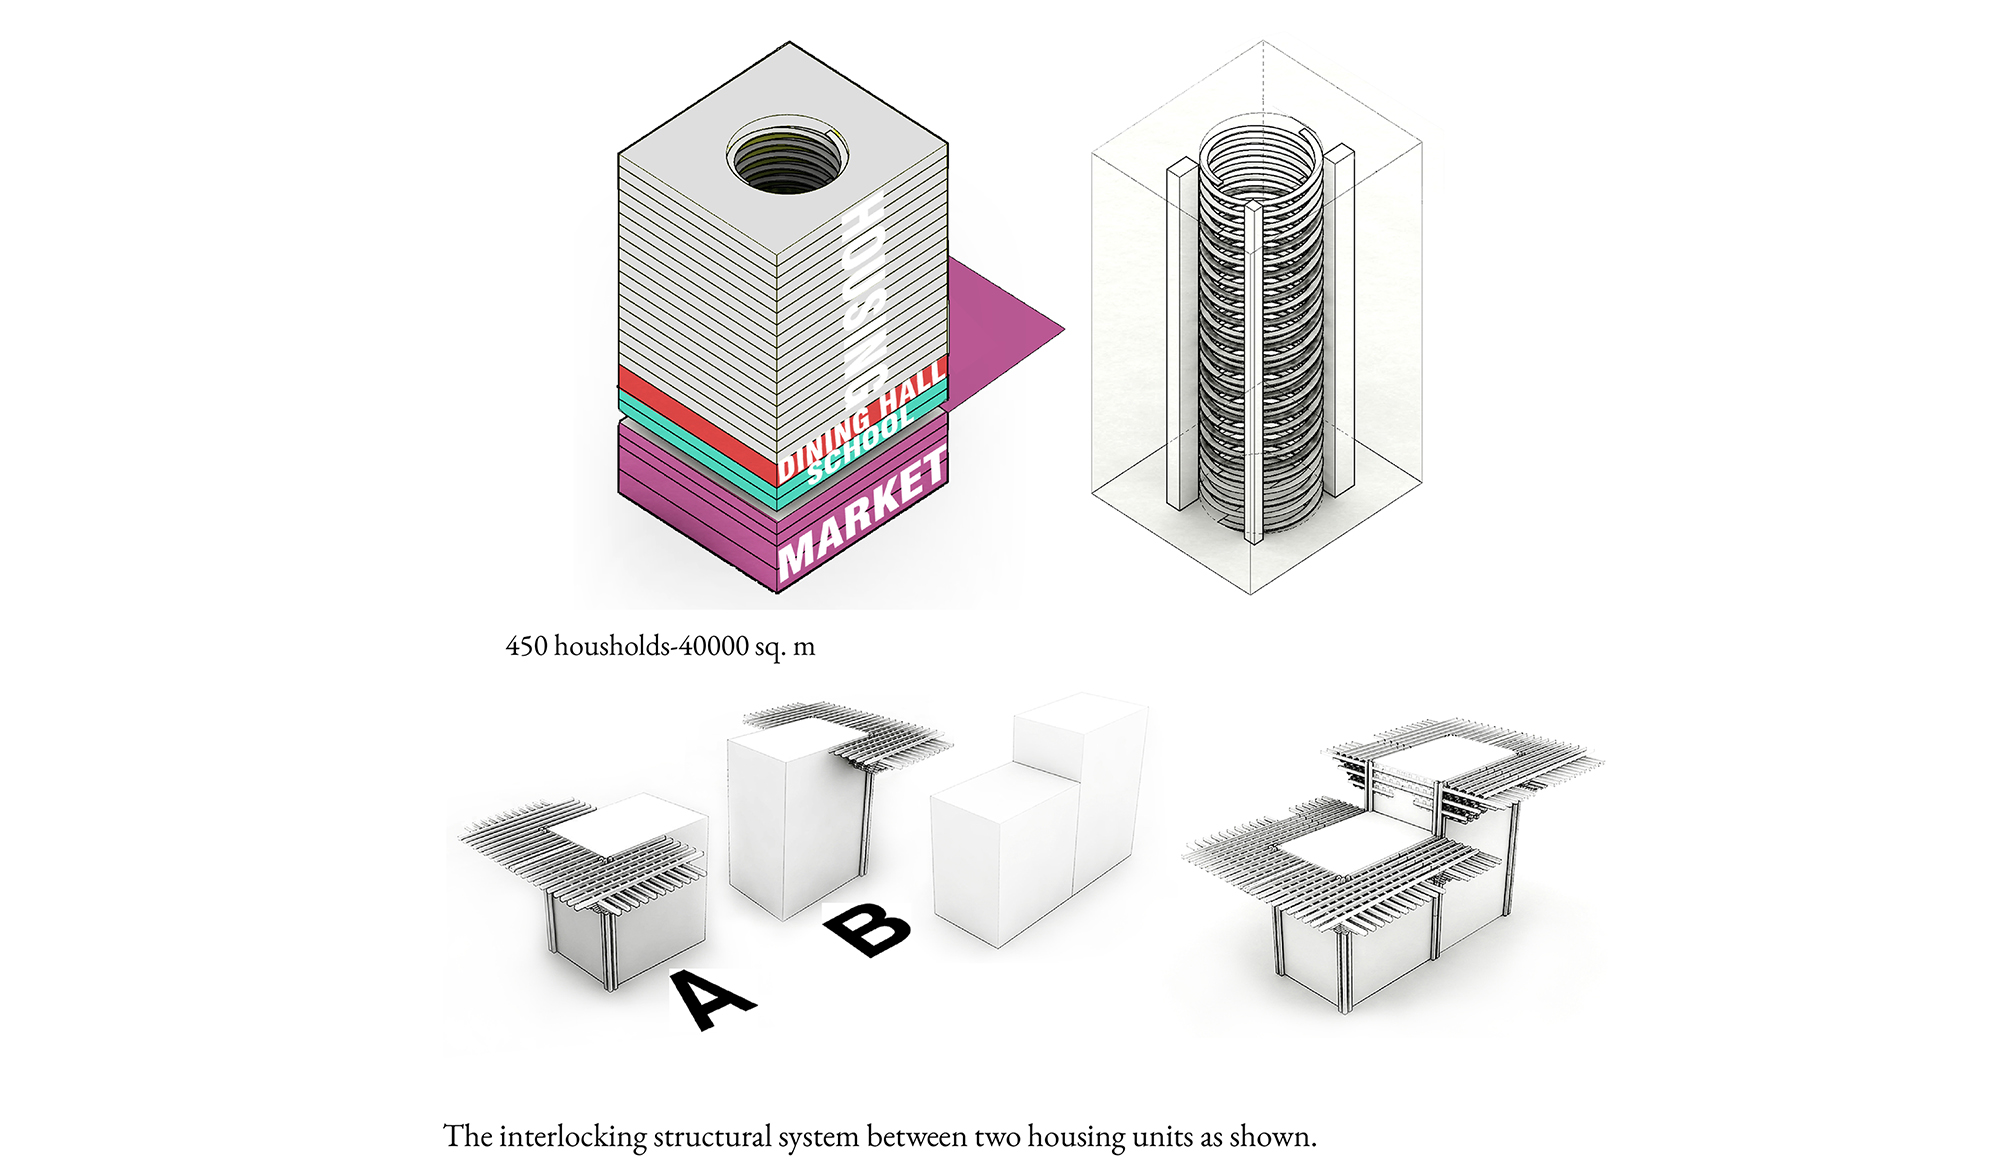 HOUSING
DINING HALL
SCHOOL
MARKET
450 housholds-40000 sq. m
B
A
The interlocking structural system between two housing units as shown.